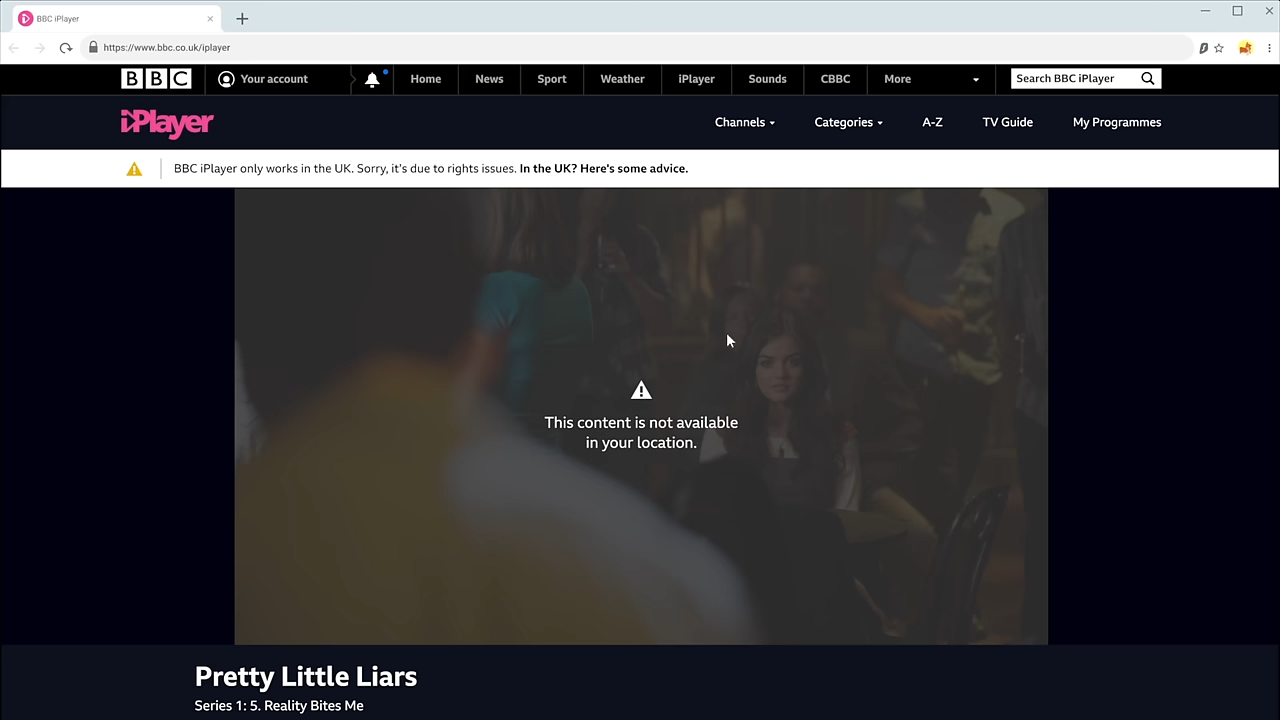 BBC iPlayer
https://www.bbc.co.uk/iplayer
BBC Your account Home News Sport Weather iPlayer Sounds CBBC More Search BBC iPlayer
iPlayer Channels Categories A-Z TV Guide My Programmes
BBC iPlayer only works in the UK. Sorry, it's due to rights issues. In the UK? Here's some advice.
This content is not available
in your location.
Pretty Little Liars
Series 1: 5. Reality Bites Me